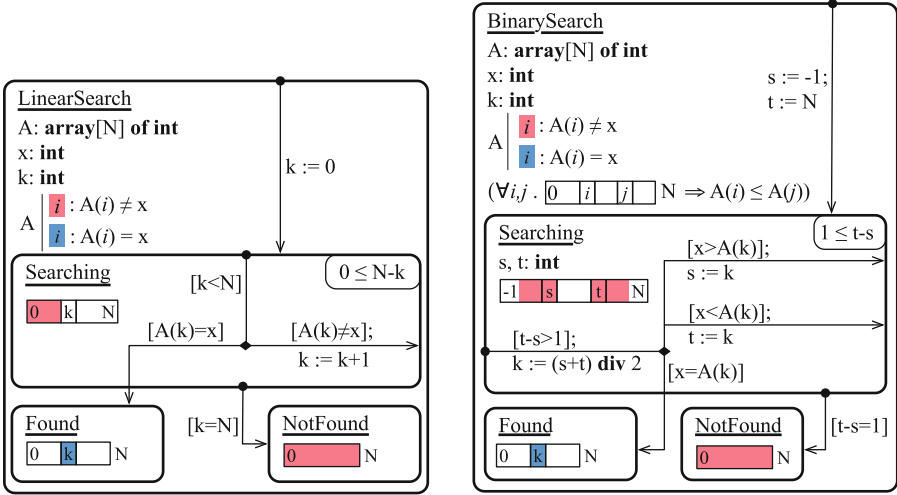 LinearSearch
A: array[N] of int
x: int
k: int
A
i : A(i) ≠ x
i : A(i) = x
k := 0
Searching
0 ≤ N-k
[k<N]
0 k N
[A(k)=x]
[A(k)≠x];
k := k+1
Found
0 k N
[k=N]
NotFound
0 N
BinarySearch
A: array[N] of int
x: int
k: int
s := -1;
t := N
A
i : A(i) ≠ x
i : A(i) = x
(∀i,j . 0 i j N ⇒ A(i) ≤ A(j))
Searching
1 ≤ t-s
s, t: int
[x>A(k)];
s := k
-1 s t N
[x<A(k)];
t := k
[t-s>1];
k := (s+t) div 2
[x=A(k)]
Found
0 k N
NotFound
0 N
[t-s=1]